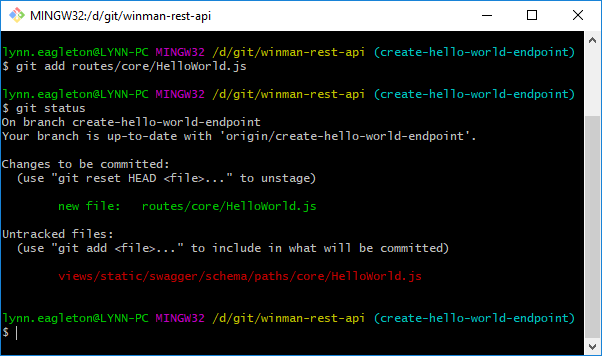 MINGW32:/d/git/winman-rest-api
lynn.eagleton@LYNN-PC MINGW32 /d/git/winman-rest-api (create-hello-world-endpoint)
$ git add routes/core/HelloWorld.js
lynn.eagleton@LYNN-PC MINGW32 /d/git/winman-rest-api (create-hello-world-endpoint)
$ git status
On branch create-hello-world-endpoint
Your branch is up-to-date with 'origin/create-hello-world-endpoint'.
Changes to be committed:
(use "git reset HEAD <file>..." to unstage)
new file:   routes/core/HelloWorld.js
Untracked files:
(use "git add <file>..." to include in what will be committed)
views/static/swagger/schema/paths/core/HelloWorld.js
lynn.eagleton@LYNN-PC MINGW32 /d/git/winman-rest-api (create-hello-world-endpoint)
$